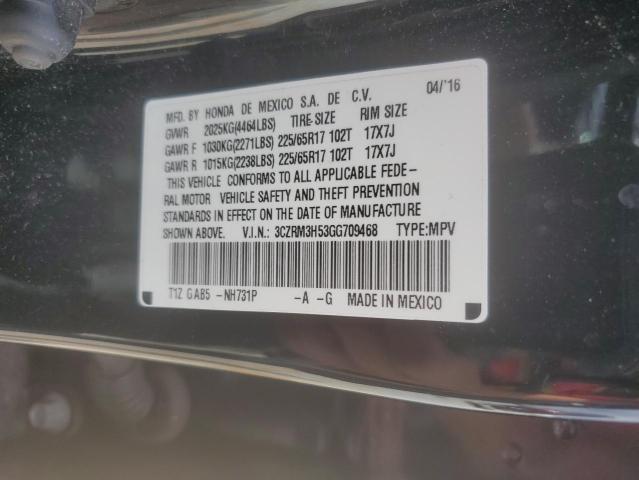 MFD. BY HONDA DE MEXICO S.A. DE C.V. 04/'16
GVWR 2025KG(4464LBS) TIRE-SIZE RIM SIZE
GAWR F 1030KG(2271LBS) 225/65R17 102T 17X7J
GAWR R 1015KG(2238LBS) 225/65R17 102T 17X7J
THIS VEHICLE CONFORMS TO ALL APPLICABLE FEDE-
RAL MOTOR VEHICLE SAFETY AND THEFT PREVENTION
STANDARDS IN EFFECT ON THE DATE OF MANUFACTURE
SHOWN ABOVE. V.I.N.: 3CZRM3H53GG709468 TYPE:MPV
T1Z GAB5 -NH731P -A -G MADE IN MEXICO